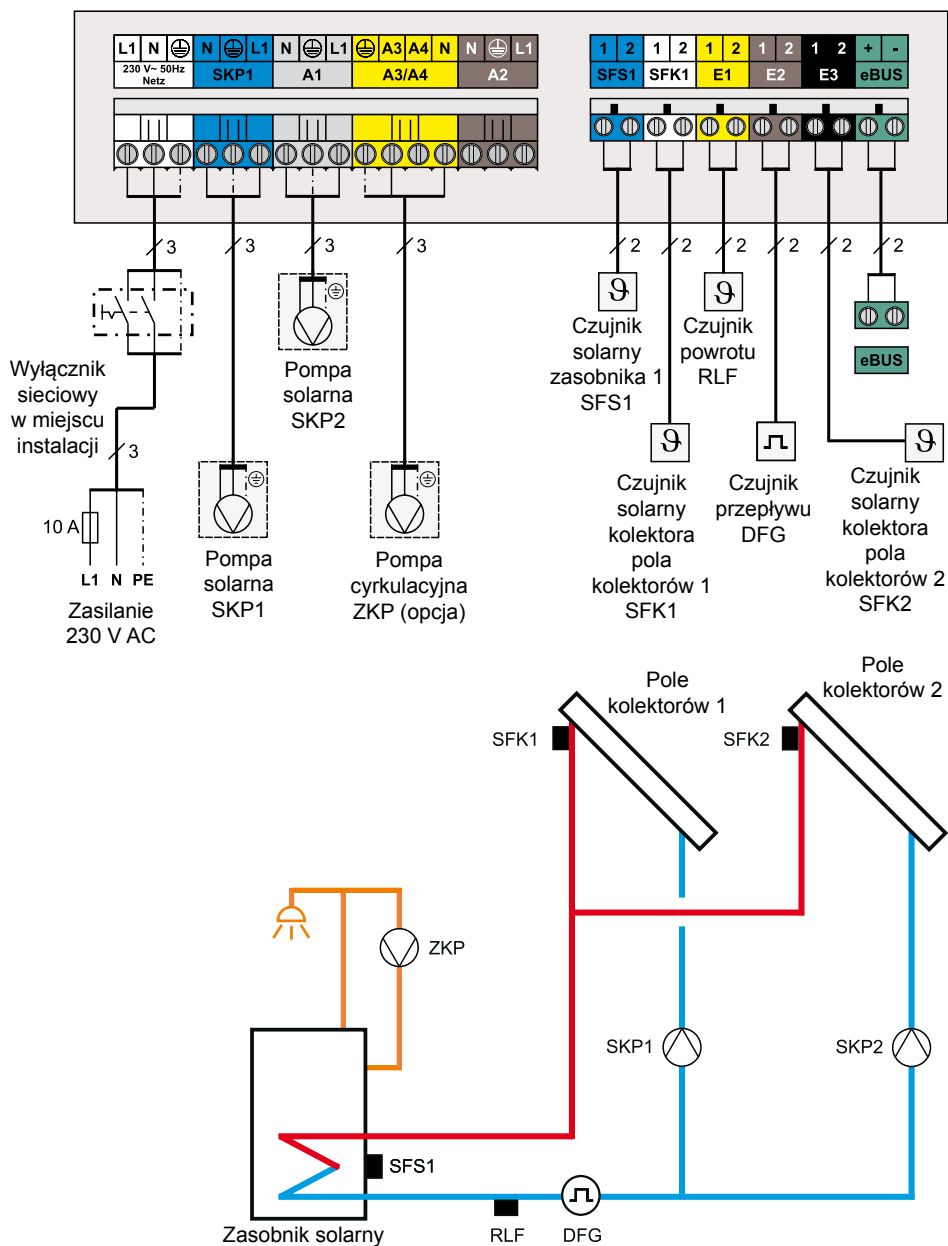 L1 N N L1 N L1 A3 A4 N N L1
230 V~ 50Hz
Netz
SKP1 A1 A3/A4 A2
1 2 1 2 1 2 1 2 1 2 + -
SFS1 SFK1 E1 E2 E3 eBUS
3 3 3 3 2 2 2 2 2 2
Wyłącznik
sieciowy
w miejscu
instalacji
3
10 A
L1 N PE
Zasilanie
230 V AC
Pompa
solarna
SKP1
Pompa
solarna
SKP2
Pompa
cyrkulacyjna
ZKP (opcja)
ϑ
Czujnik
solarny
zasobnika 1
SFS1
ϑ
Czujnik
powrotu
RLF
eBUS
ϑ
Czujnik
solarny
kolektora
pola
kolektorów 1
SFK1
Czujnik
przepływu
DFG
ϑ
Czujnik
solarny
kolektora
pola
kolektorów 2
SFK2
Pole
kolektorów 1
Pole
kolektorów 2
SFK1
SFK2
ZKP
SKP1
SKP2
SFS1
Zasobnik solarny
RLF
DFG